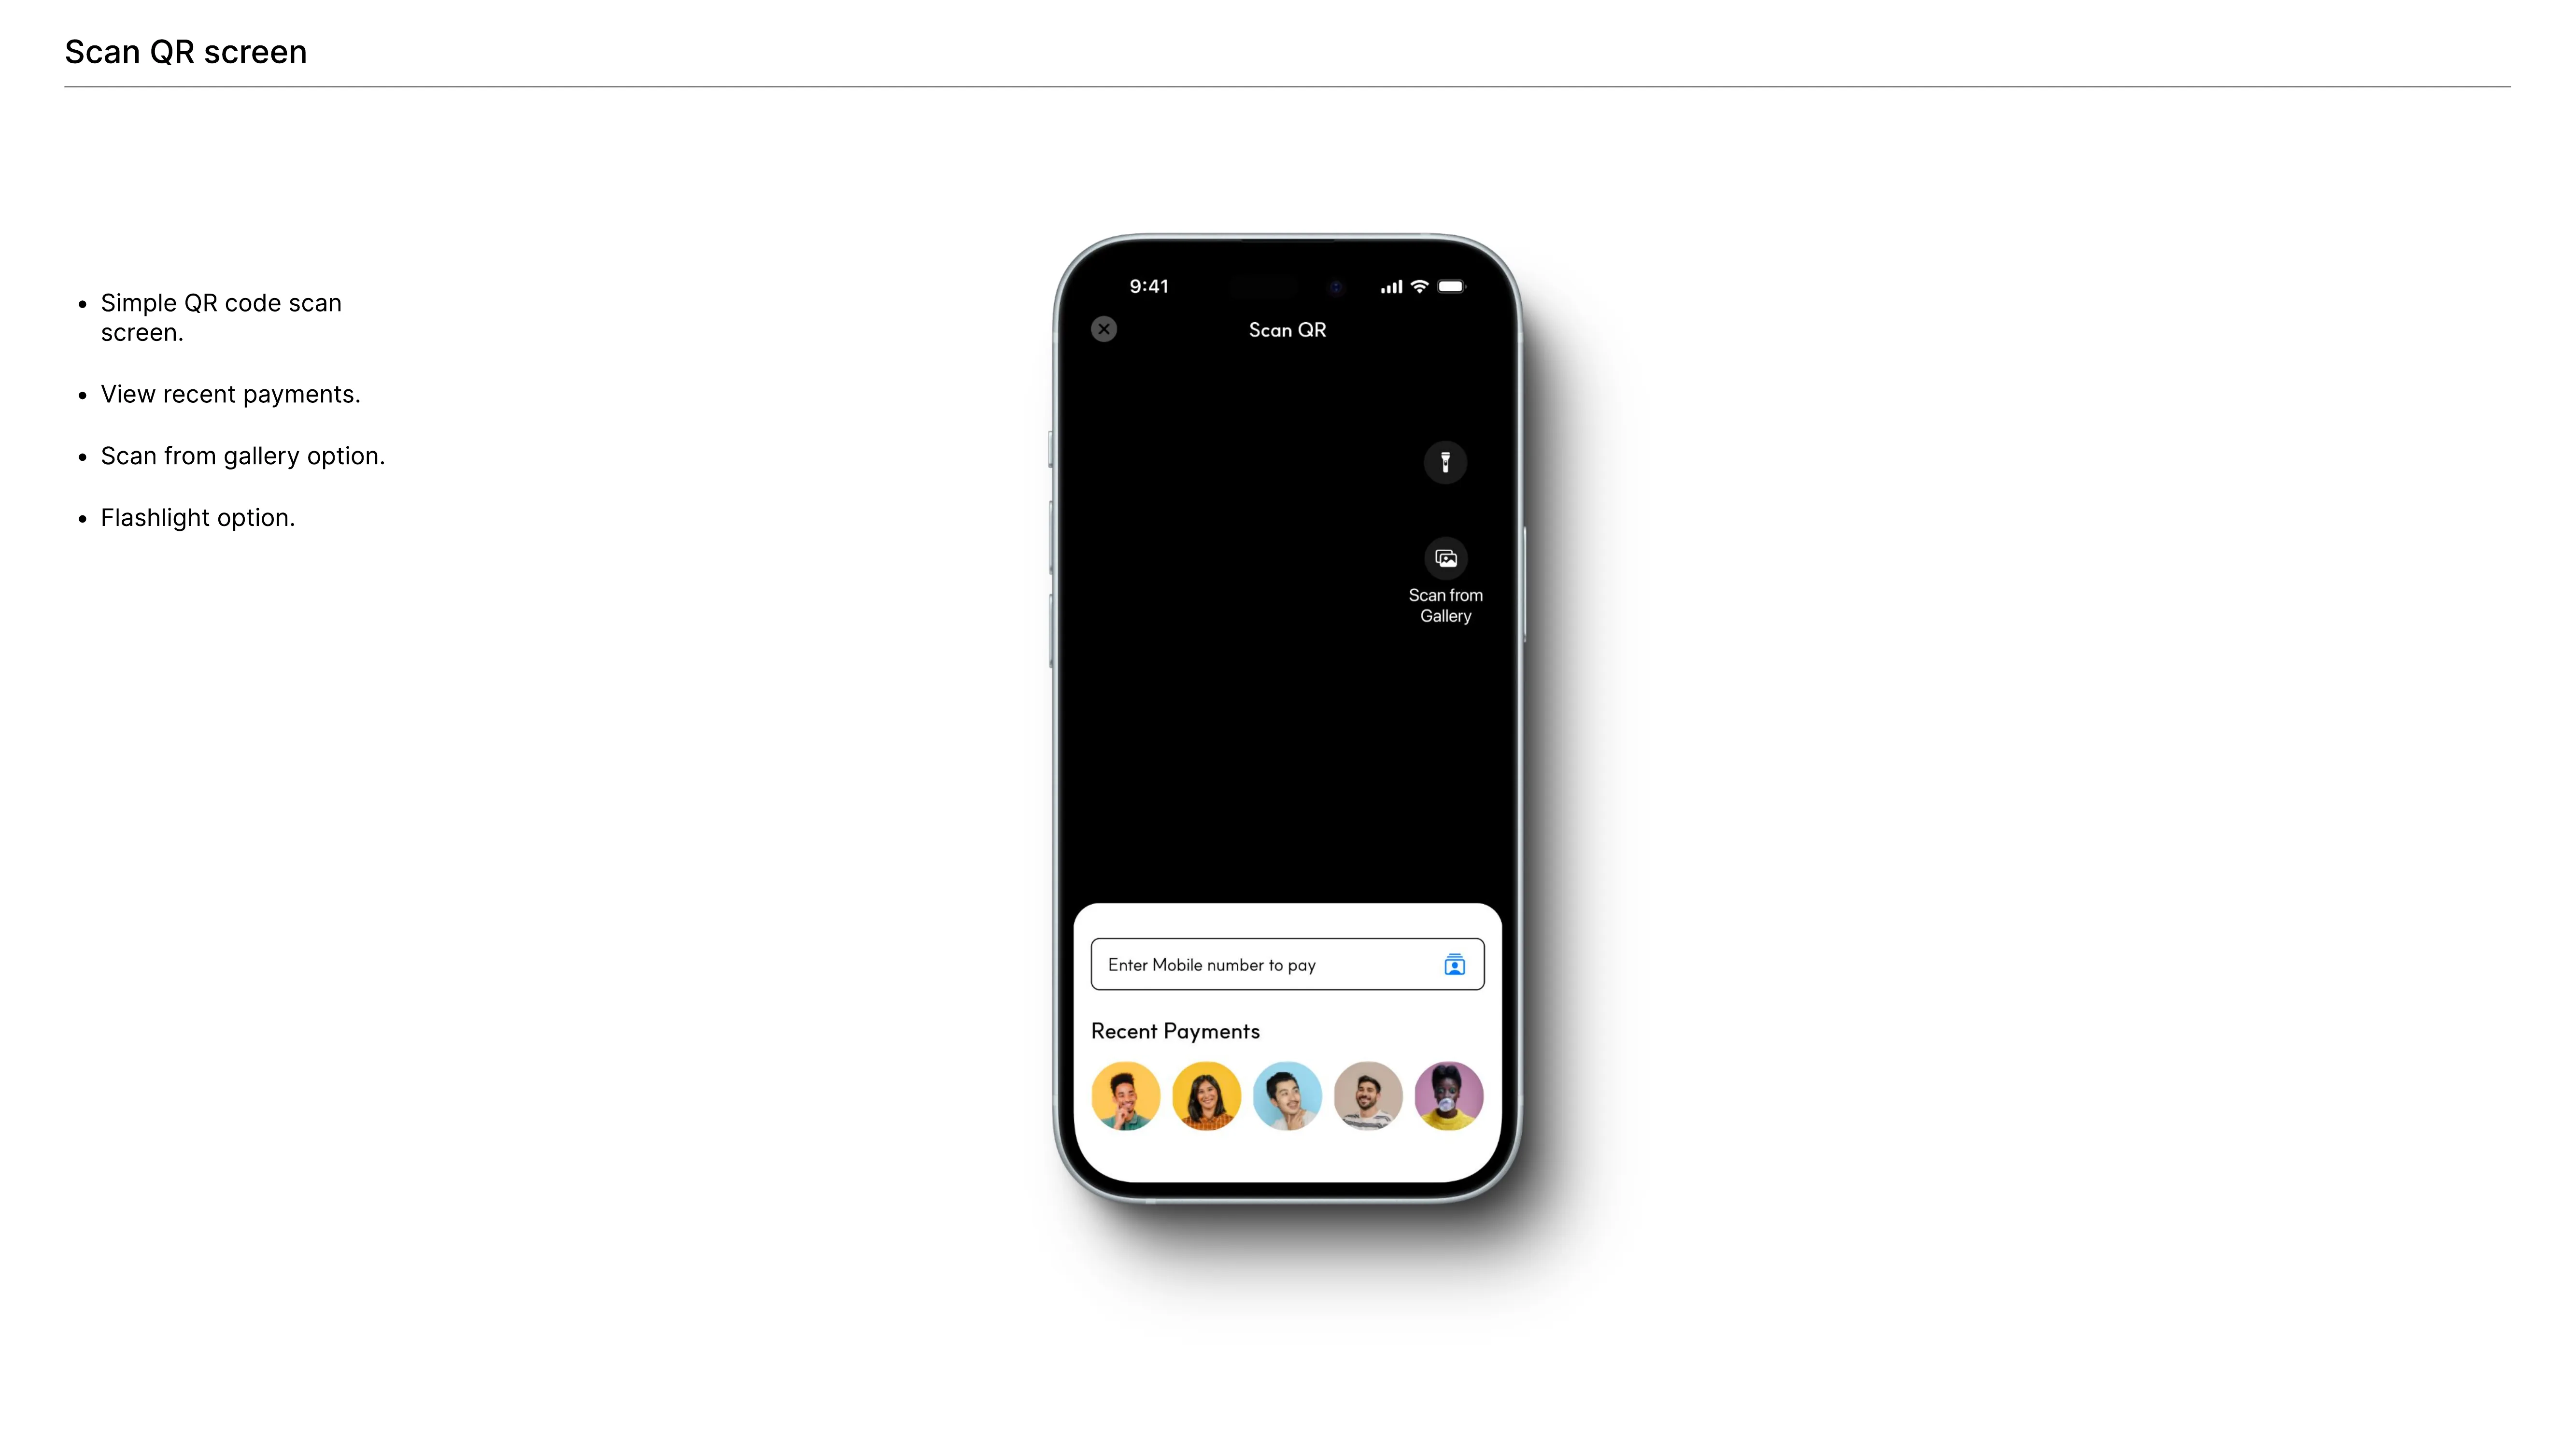 Scan QR screen
• Simple QR code scan
screen.
• View recent payments.
• Scan from gallery option.
• Flashlight option.
9:41
Scan QR
Scan from
Gallery
Enter Mobile number to pay
Recent Payments